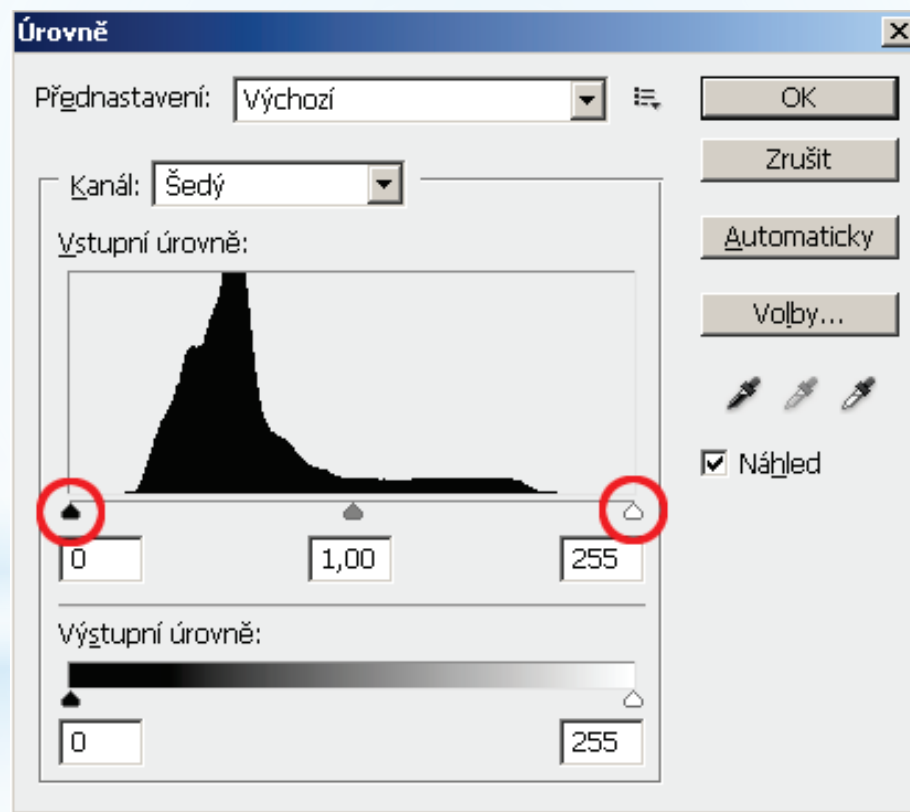 Úrovně
Přednastavení: Výchozí
OK
Zrušit
Kanál: Šedý
Automaticky
Vstupní úrovně:
Volby...
Náhled
0 1,00 255
Výstupní úrovně:
0 255